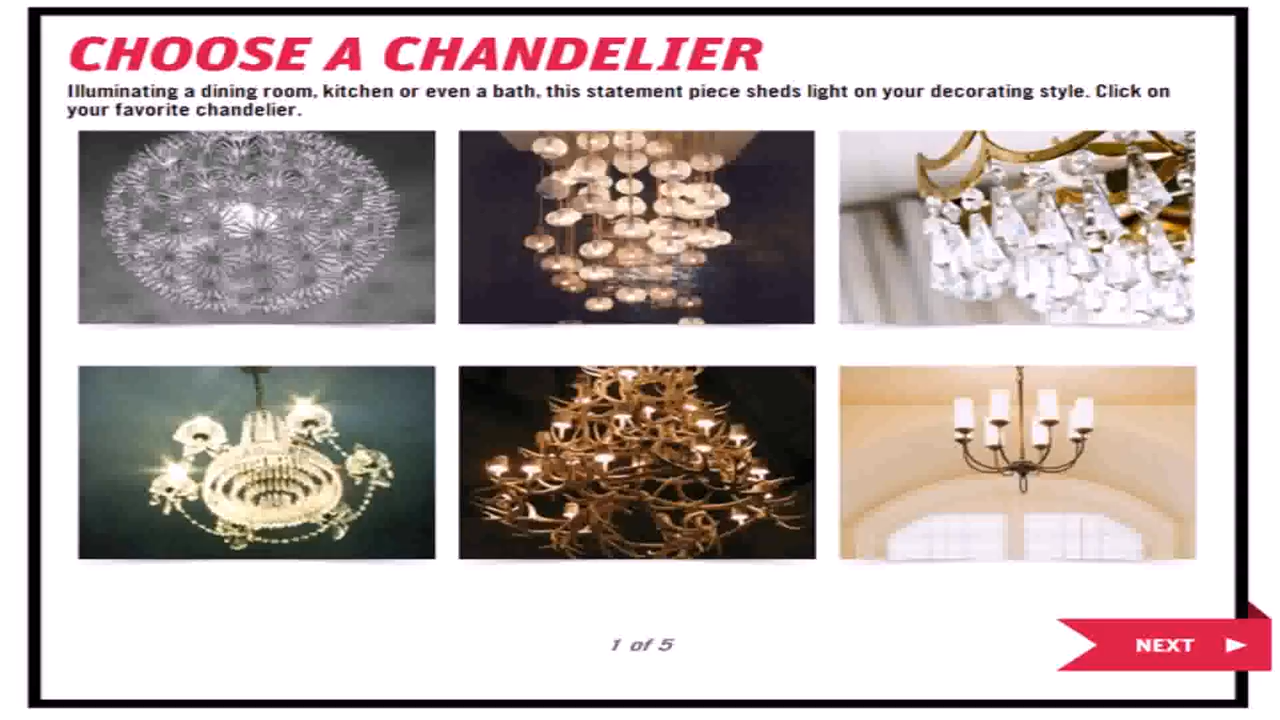 CHOOSE A CHANDELIER
Illuminating a dining room, kitchen or even a bath, this statement piece sheds light on your decorating style. Click on
your favorite chandelier.
1 of 5
NEXT